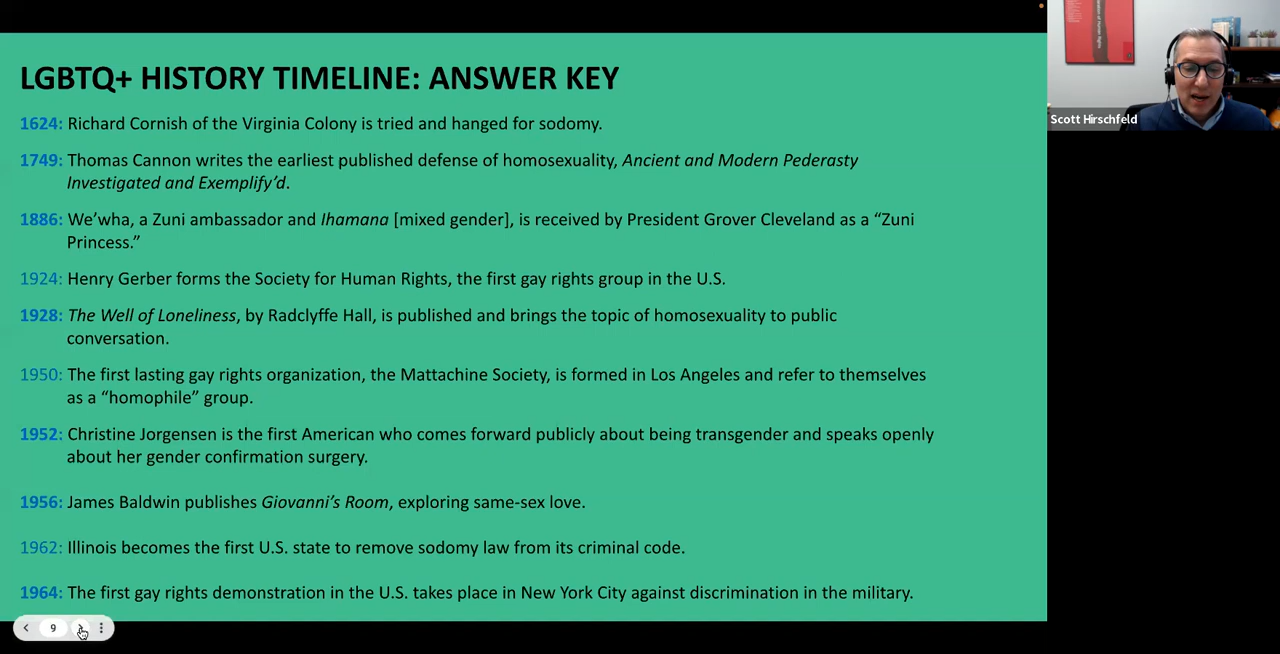 LGBTQ+ HISTORY TIMELINE: ANSWER KEY
1624: Richard Cornish of the Virginia Colony is tried and hanged for sodomy.
1749: Thomas Cannon writes the earliest published defense of homosexuality, Ancient and Modern Pederasty
Investigated and Exemplify’d.
1886: We’wha, a Zuni ambassador and Ihamana [mixed gender], is received by President Grover Cleveland as a “Zuni
Princess.”
1924: Henry Gerber forms the Society for Human Rights, the first gay rights group in the U.S.
1928: The Well of Loneliness, by Radclyffe Hall, is published and brings the topic of homosexuality to public
conversation.
1950: The first lasting gay rights organization, the Mattachine Society, is formed in Los Angeles and refer to themselves
as a “homophile” group.
1952: Christine Jorgensen is the first American who comes forward publicly about being transgender and speaks openly
about her gender confirmation surgery.
1956: James Baldwin publishes Giovanni’s Room, exploring same-sex love.
1962: Illinois becomes the first U.S. state to remove sodomy law from its criminal code.
1964: The first gay rights demonstration in the U.S. takes place in New York City against discrimination in the military.
9
Scott Hirschfeld